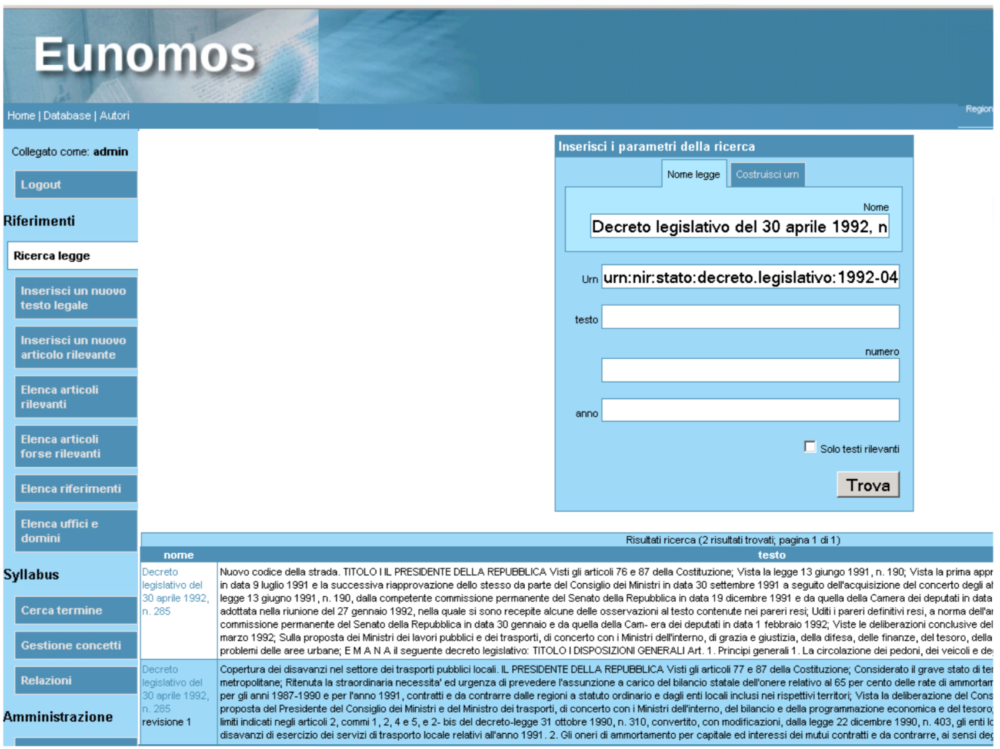 Eunomos
Home | Database | Autori
Region
Collegato come: admin
Logout
Riferimenti
Ricerca legge
Inserisci un nuovo
testo legale
Inserisci un nuovo
articolo rilevante
Elenca articoli
rilevanti
Elenca articoli
forse rilevanti
Elenca riferimenti
Elenca uffici e
domini
Syllabus
Cerca termine
Gestione concetti
Relazioni
Amministrazione
Inserisci i parametri della ricerca
Nome legge
Costruisci urn
Nome
Decreto legislativo del 30 aprile 1992, n
Urn urn:nir:stato:decreto.legislativo:1992-04
testo
numero
anno
Solo testi rilevanti
Trova
Risultati ricerca (2 risultati trovati; pagina 1 di 1)
nome
testo
Decreto
legislativo del
30 aprile 1992,
n. 285
Nuovo codice della strada. TITOLO I IL PRESIDENTE DELLA REPUBBLICA Visti gli articoli 76 e 87 della Costituzione; Vista la legge 13 giungo 1991, n. 190; Vista la prima appr
in data 9 luglio 1991 e la successiva riapprovazione dello stesso da parte del Consiglio dei Ministri in data 30 settembre 1991 a seguito dell'acquisizione del concerto degli
legge 13 giugno 1991, n. 190, dalla competente commissione permanente del Senato della Repubblica in data 19 dicembre 1991 e da quella della Camera dei deputati in data
adottata nella riunione del 27 gennaio 1992, nella quale si sono recepite alcune delle osservazioni al testo contenute nei pareri resi; Uditi i pareri definitivi resi, a norma
commissione permanente del Senato della Repubblica in data 30 gennaio e da quella della Cam- era dei deputati in data 1 febbraio 1992; Viste le deliberazioni conclusive del
marzo 1992; Sulla proposta dei Ministri dei lavori pubblici e dei trasporti, di concerto con i Ministri dell'interno, di grazia e giustizia, della difesa, delle finanze, del tesoro, della
problemi delle aree urbane; E M A N A il seguente decreto legislativo: TITOLO I DISPOSIZIONI GENERALI Art. 1. Principi generali 1. La circolazione dei pedoni, dei veicoli e
Decreto
legislativo del
30 aprile 1992,
n. 285
revisione 1
Copertura dei disavanzi nel settore dei trasporti pubblici locali. IL PRESIDENTE DELLA REPUBBLICA Visti gli articoli 77 e 87 della Costituzione; Considerato il grave stato di
metropolitane; Ritenuta la straordinaria necessita' ed urgenza di prevedere l'assunzione a carico del bilancio statale dell'onere relativo al 65 per cento delle rate di
per gli anni 1987-1990 e per l'anno 1991, contratti e da contrarre dalle regioni a statuto ordinario e dagli enti locali inclusi nei rispettivi territori; Vista la deliberazione del Cons
proposta del Presidente del Consiglio dei Ministri e del Ministro dei trasporti, di concerto con i Ministri dell'interno, del bilancio e della programmazione economica e del tesoro;
limiti indicati negli articoli 2, commi 1, 2, 4 e 5, e 2- bis del decreto-legge 31 ottobre 1990, n. 310, convertito, con modificazioni, dalla legge 22 dicembre 1990, n. 403, gli enti
disavanzi di esercizio dei servizi di trasporto locale relativi all'anno 1991. 2. Gli oneri di ammortamento per capitale ed interessi dei mutui contratti e da contrarre, ai sensi